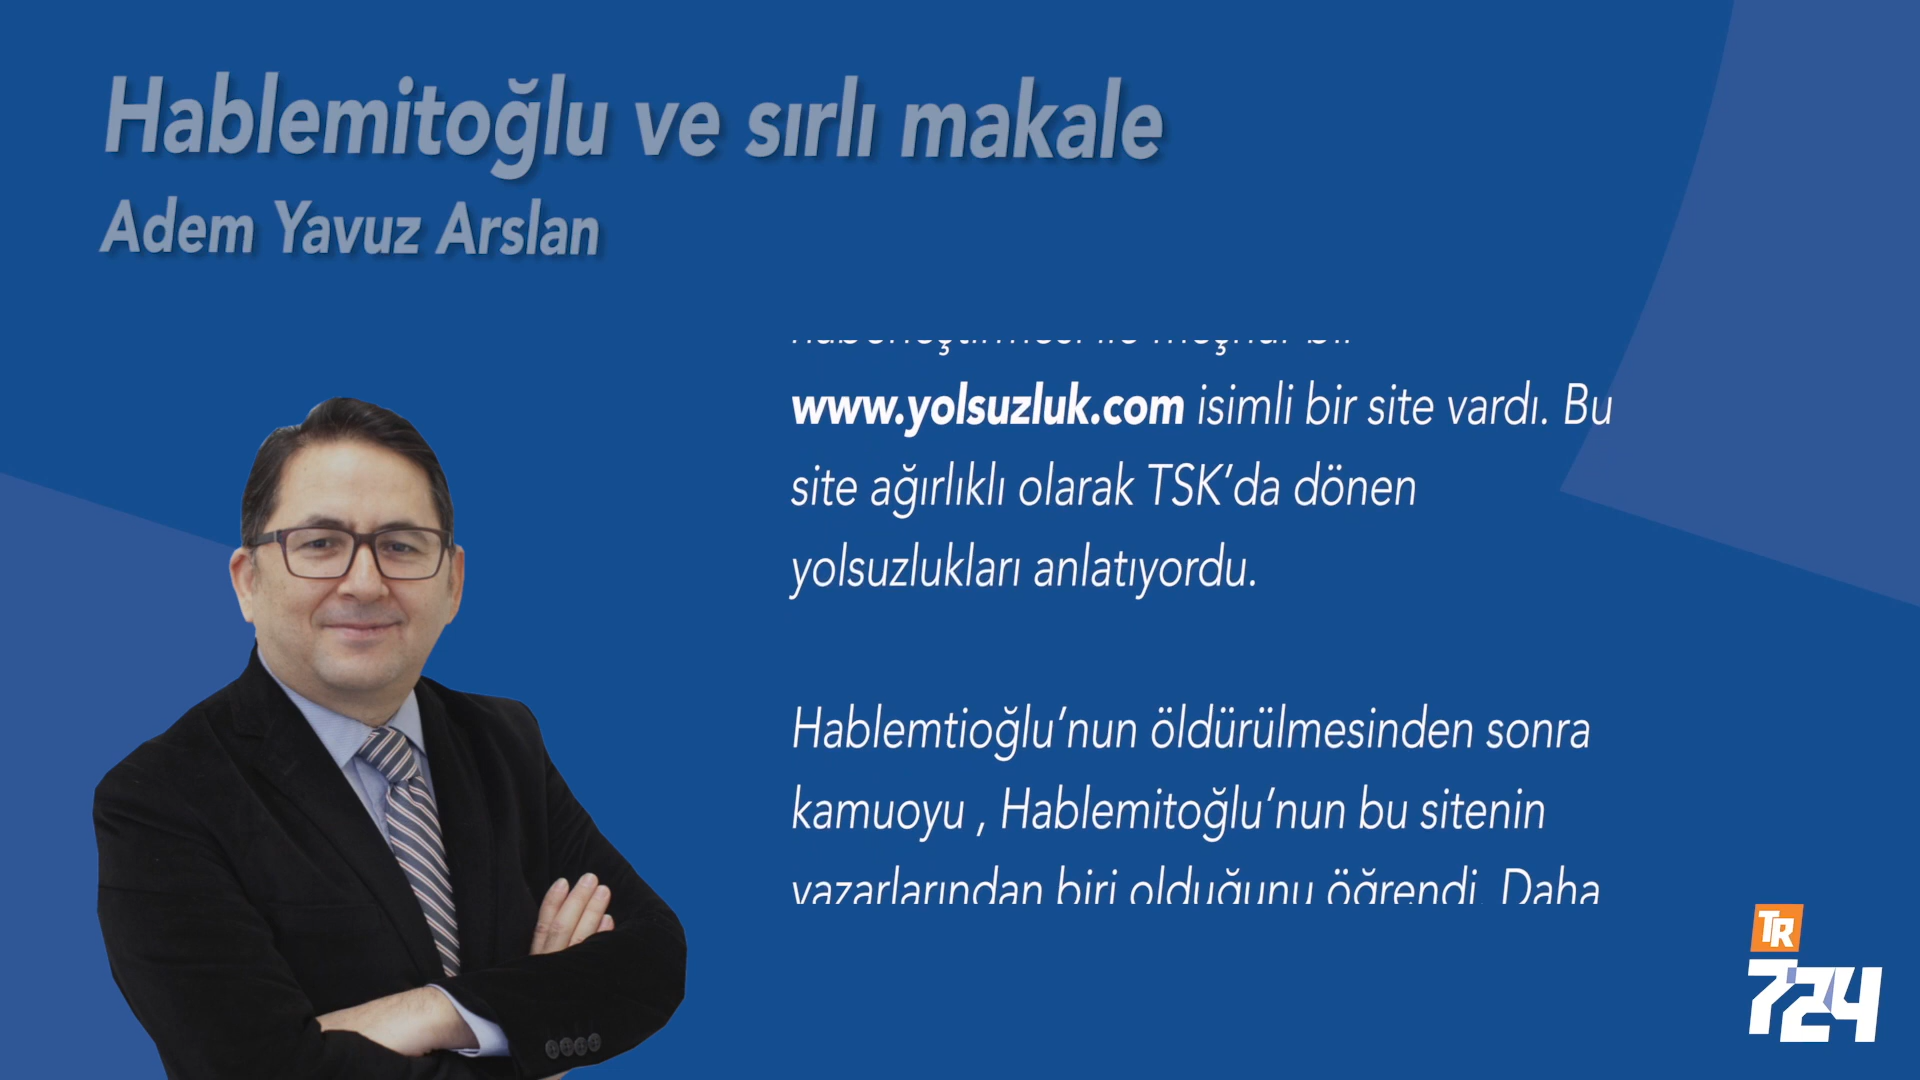 Hablemitoğlu ve sırlı makale
Adem Yavuz Arslan
www.yolsuzluk.com isimli bir site vardı. Bu
site ağırlıklı olarak TSK’da dönen
yolsuzlukları anlatıyordu.
Hablemtioğlu’nun öldürülmesinden sonra
kamuoyu , Hablemitoğlu’nun bu sitenin
yazarlarından biri olduğunu öğrendi. Daha
TR
724